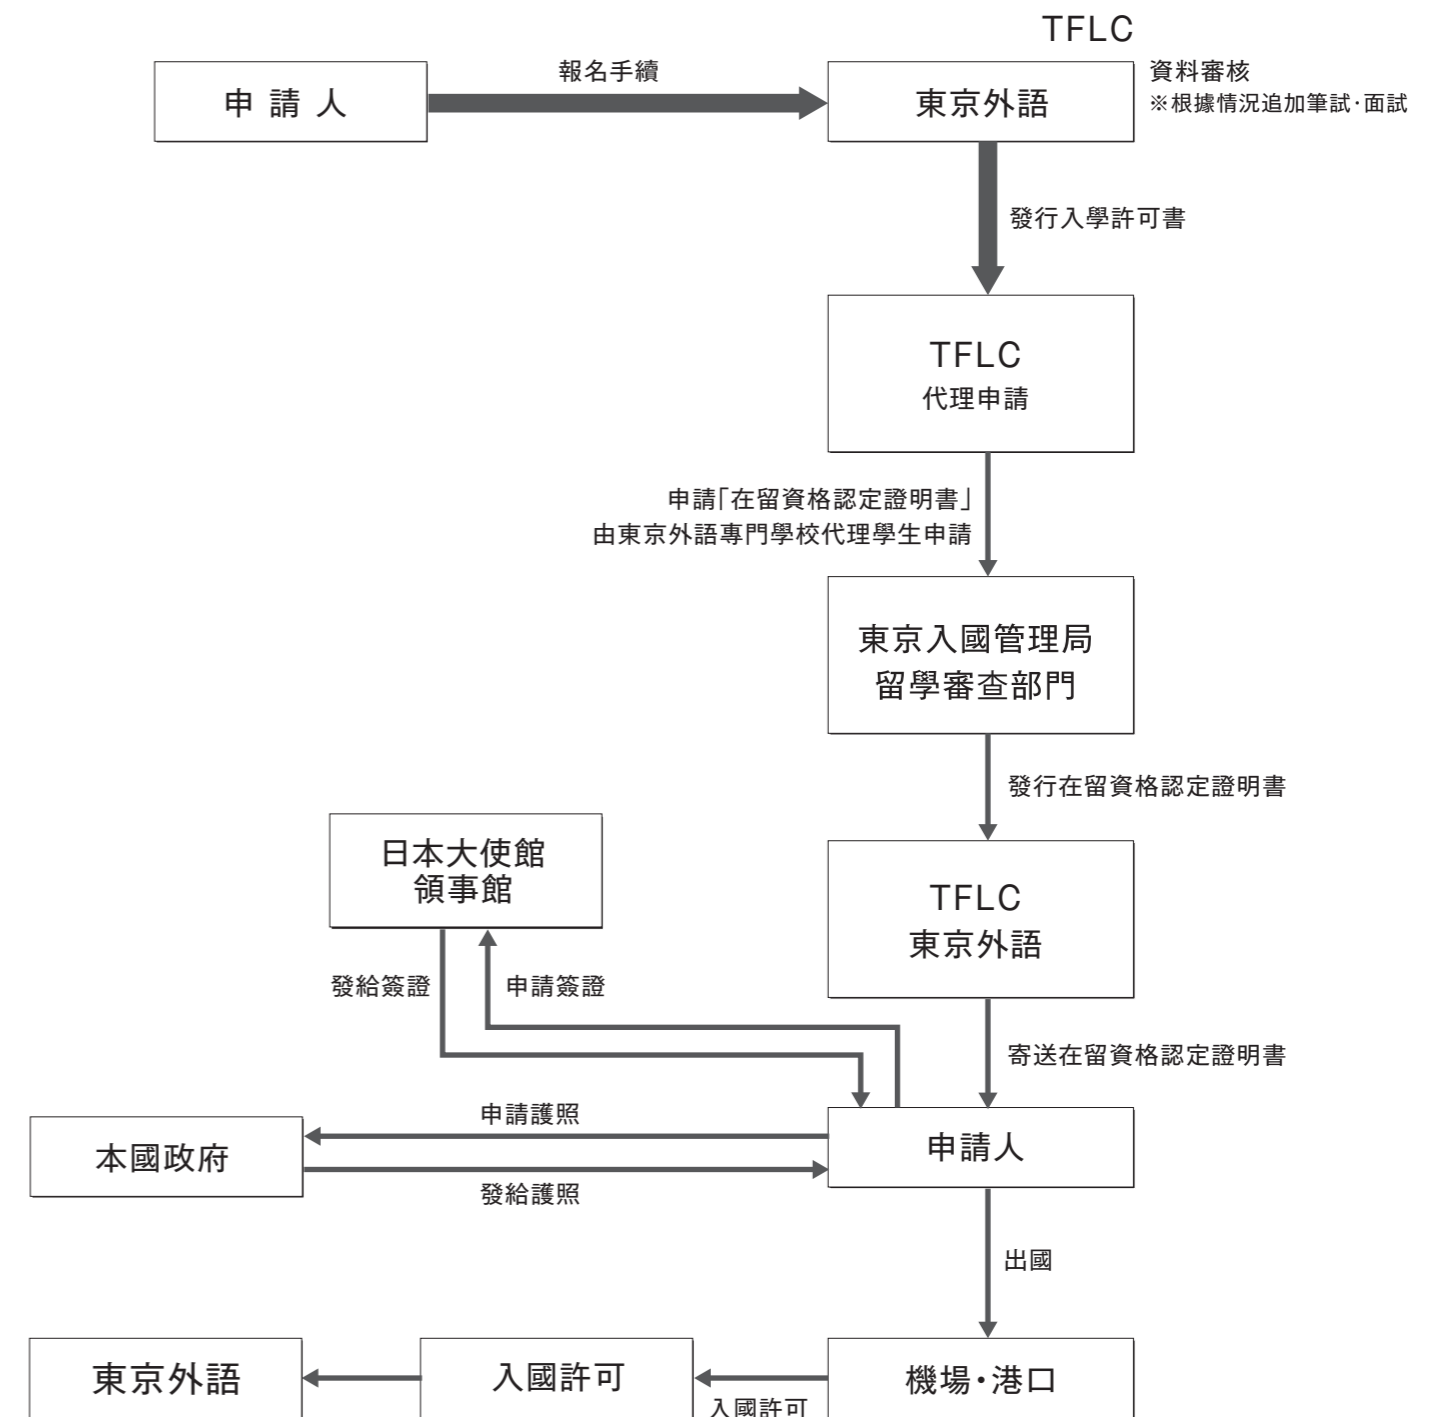 TFLC
申請人
報名手續
東京外語
資料審核
※根據情況追加筆試·面試
發行入學許可書
TFLC
代理申請
申請「在留資格認定證明書」
由東京外語專門學校代理學生申請
東京入國管理局
留學審查部門
發行在留資格認定證明書
日本大使館
領事館
TFLC
東京外語
發給簽證
申請簽證
寄送在留資格認定證明書
申請護照
本國政府
申請人
發給護照
出國
東京外語
入國許可
機場·港口
入國許可